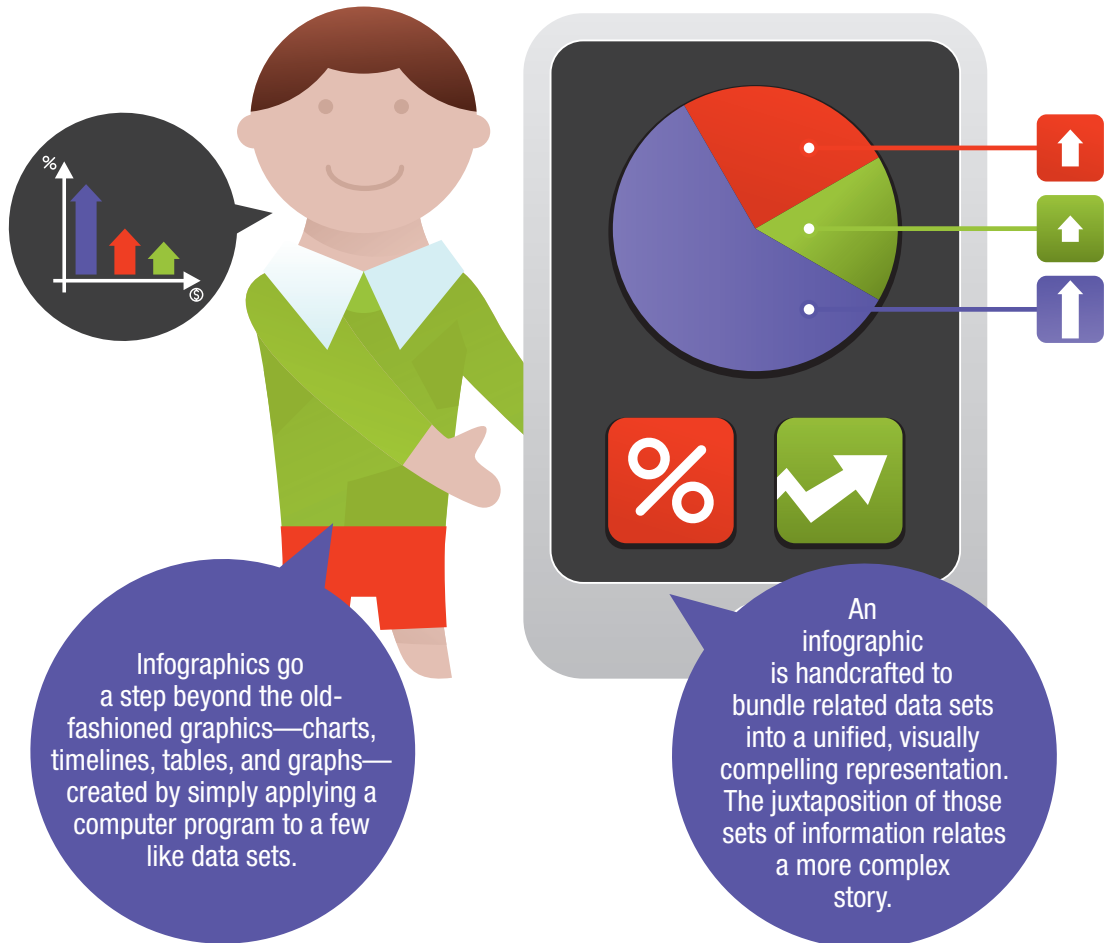 %
$
%
Infographics go
a step beyond the old-
fashioned graphics—charts,
timelines, tables, and graphs—
created by simply applying a
computer program to a few
like data sets.
An
infographic
is handcrafted to
bundle related data sets
into a unified, visually
compelling representation.
The juxtaposition of those
sets of information relates
a more complex
story.